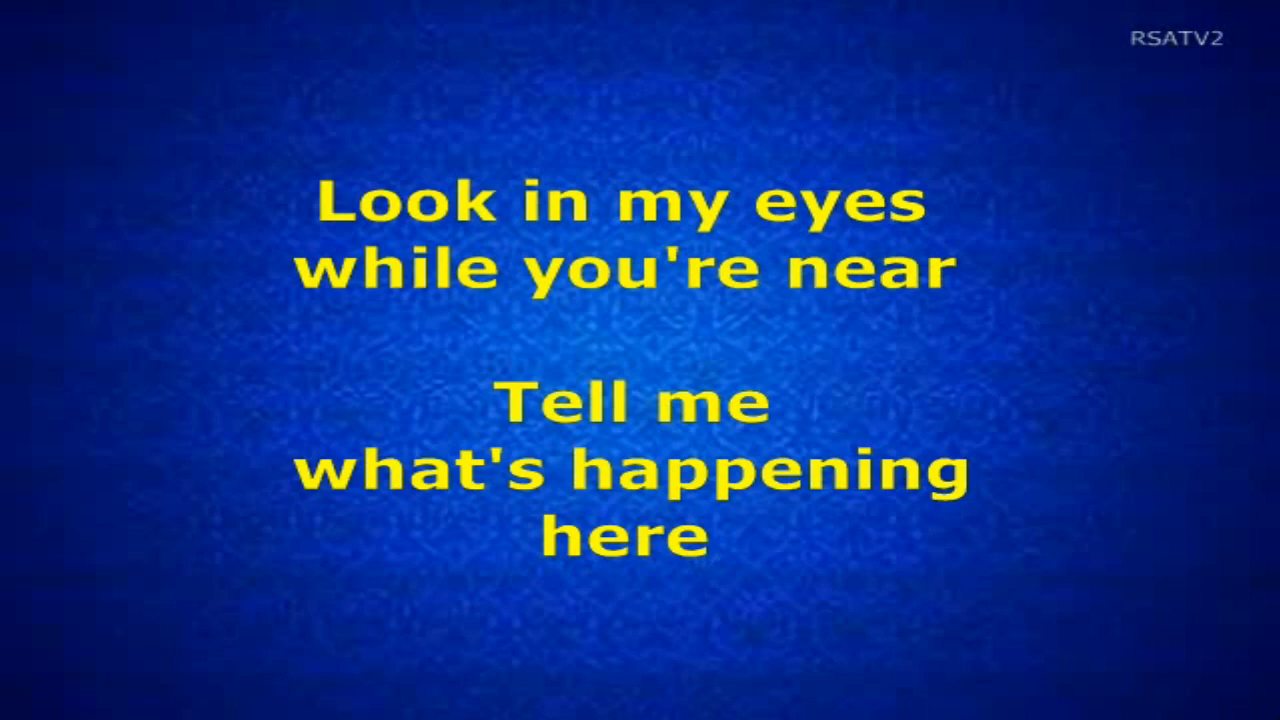 RSATV2
Look in my eyes
while you're near
Tell me
what's happening
here